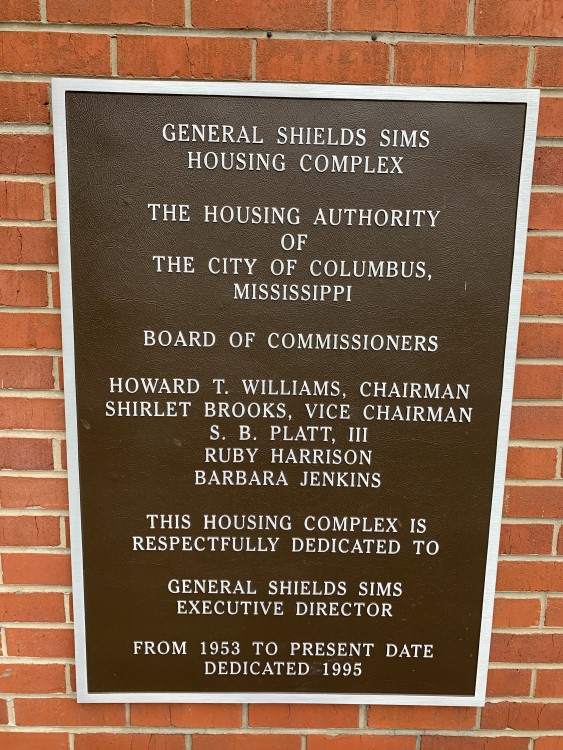 GENERAL SHIELDS SIMS
HOUSING COMPLEX
THE HOUSING AUTHORITY
OF
THE CITY OF COLUMBUS,
MISSISSIPPI
BOARD OF COMMISSIONERS
HOWARD T. WILLIAMS, CHAIRMAN
SHIRLET BROOKS, VICE CHAIRMAN
S. B. PLATT, III
RUBY HARRISON
BARBARA JENKINS
THIS HOUSING COMPLEX IS
RESPECTFULLY DEDICATED TO
GENERAL SHIELDS SIMS
EXECUTIVE DIRECTOR
FROM 1953 TO PRESENT DATE
DEDICATED 1995